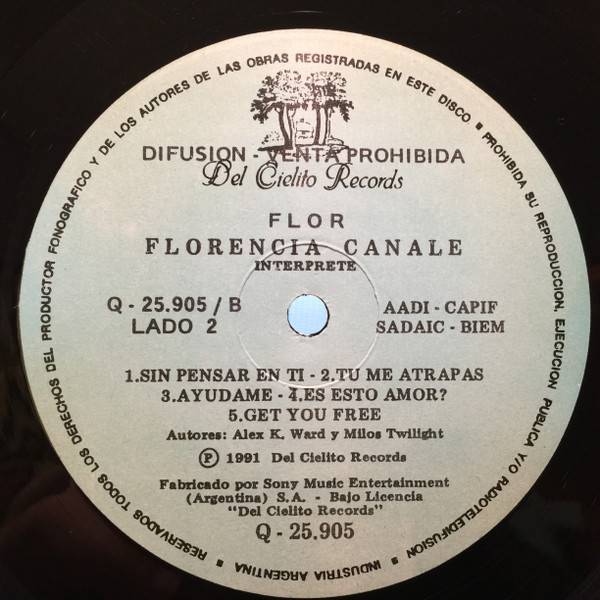 RESERVADOS TODOS LOS DERECHOS DEL PRODUCTOR FONOGRAFICO Y DE LOS AUTORES DE LAS OBRAS REGISTRADAS EN ESTE DISCO ■ PROHIBIDA SU REPRODUCCION, EJECUCION PUBLICA Y/O RADIOTELEDIFUSION ■ INDUSTRIA ARGENTINA ■
DIFUSION - VENTA PROHIBIDA
Del Cielito Records
FLOR
FLORENCIA CANALE
INTERPRETE
Q - 25.905 / B
LADO 2
AADI - CAPIF
SADAIC - BIEM
1.SIN PENSAR EN TI - 2.TU ME ATRAPAS
3.AYUDAME - 4.ES ESTO AMOR?
5.GET YOU FREE
Autores: Alex K. Ward y Milos Twilight
Ⓟ 1991 Del Cielito Records
Fabricado por Sony Music Entertainment
(Argentina) S.A. - Bajo Licencia
"Del Cielito Records"
Q - 25.905